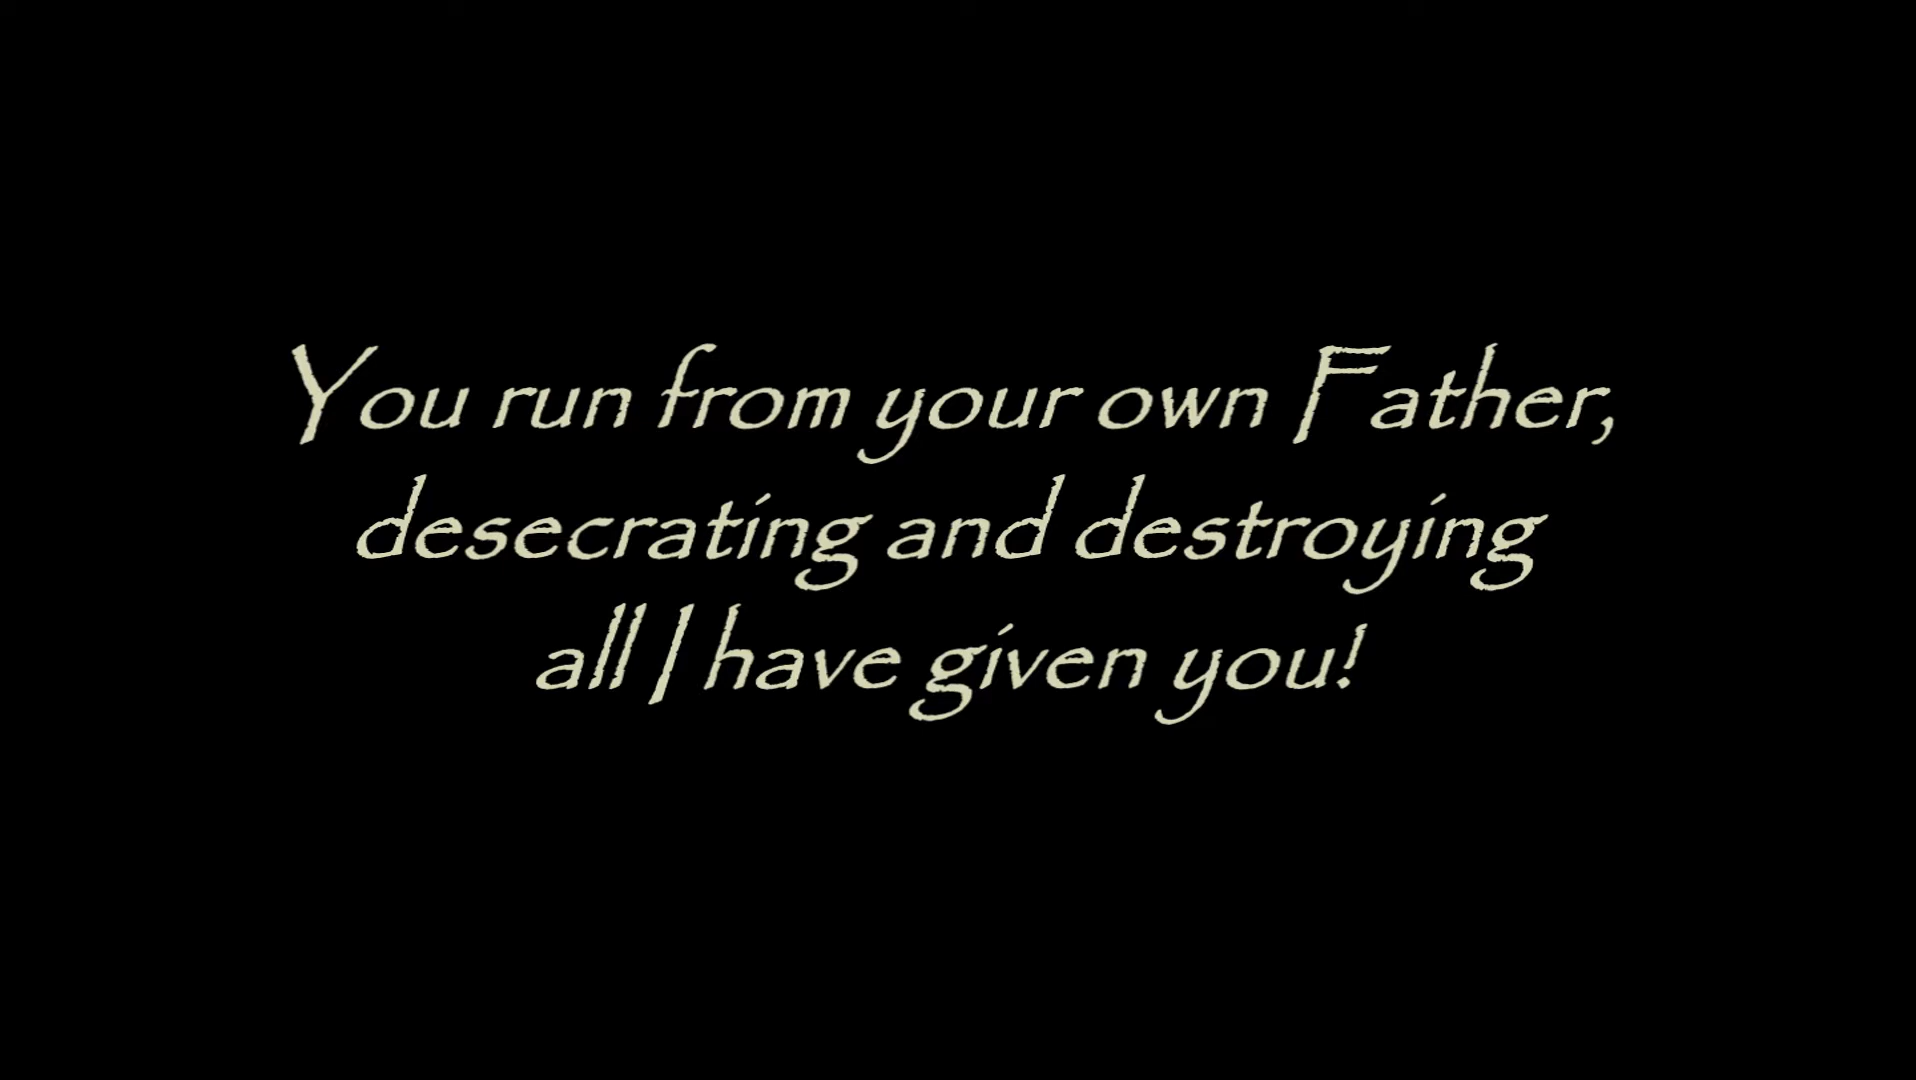 You run from your own Father,
desecrating and destroying
all I have given you!